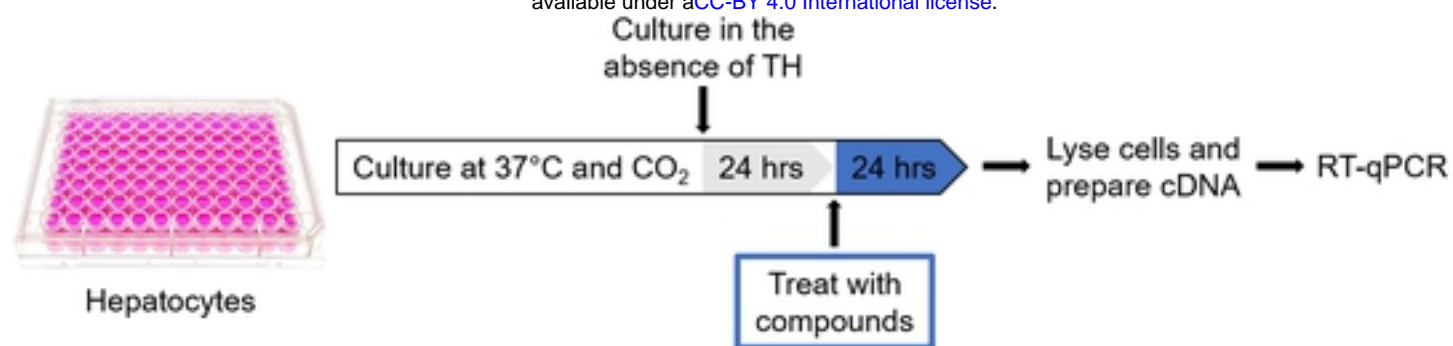 available under aCC-BY 4.0 International license.
Culture in the
absence of TH
Culture at 37°C and CO₂
24 hrs
24 hrs
Lyse cells and
prepare cDNA
RT-qPCR
Hepatocytes
Treat with
compounds